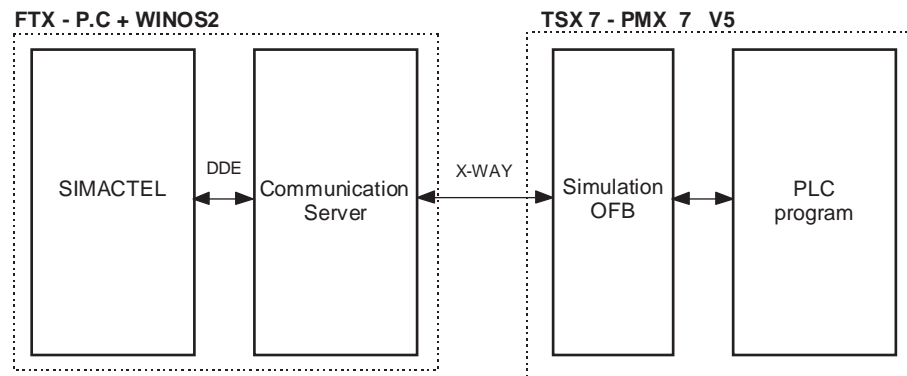 FTX - P.C + WINOS2
TSX 7 - PMX 7 V5
SIMACTEL
DDE
Communication
Server
X-WAY
Simulation
OFB
PLC
program